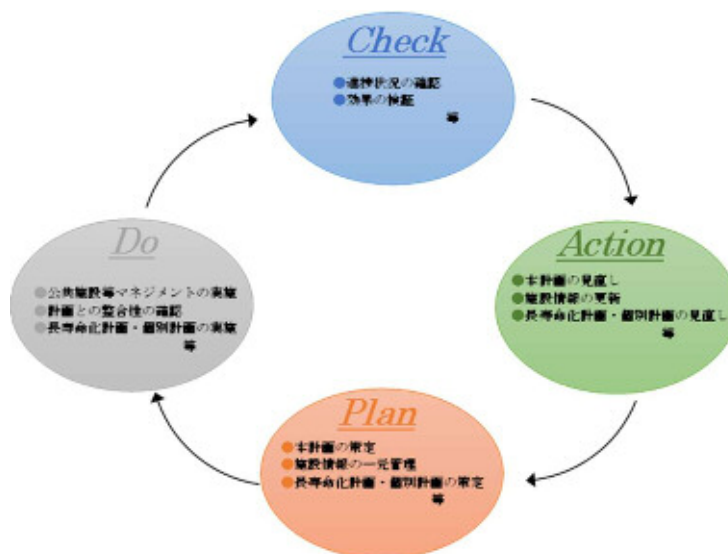 Check
●進捗状況の確認
●効果の検証
等
Do
●公共施設等マネジメントの実施
●計画との整合性の確認
●長寿命化計画・個別計画の実施
等
Action
●本計画の見直し
●施設情報の更新
●長寿命化計画・個別計画の見直し
等
Plan
●本計画の策定
●施設情報の一元管理
●長寿命化計画・個別計画の策定
等